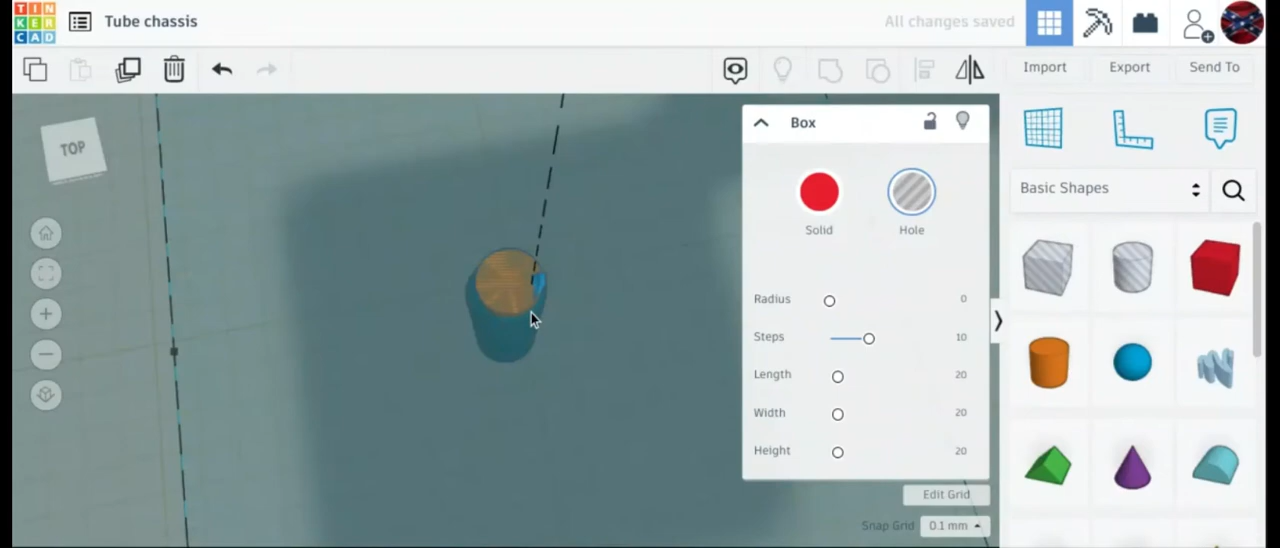 TIN
KER
CAD
Tube chassis
All changes saved
Import
Export
Send To
TOP
Box
Solid
Hole
Radius 0
Steps 10
Length 20
Width 20
Height 20
Edit Grid
Snap Grid 0.1 mm
Basic Shapes